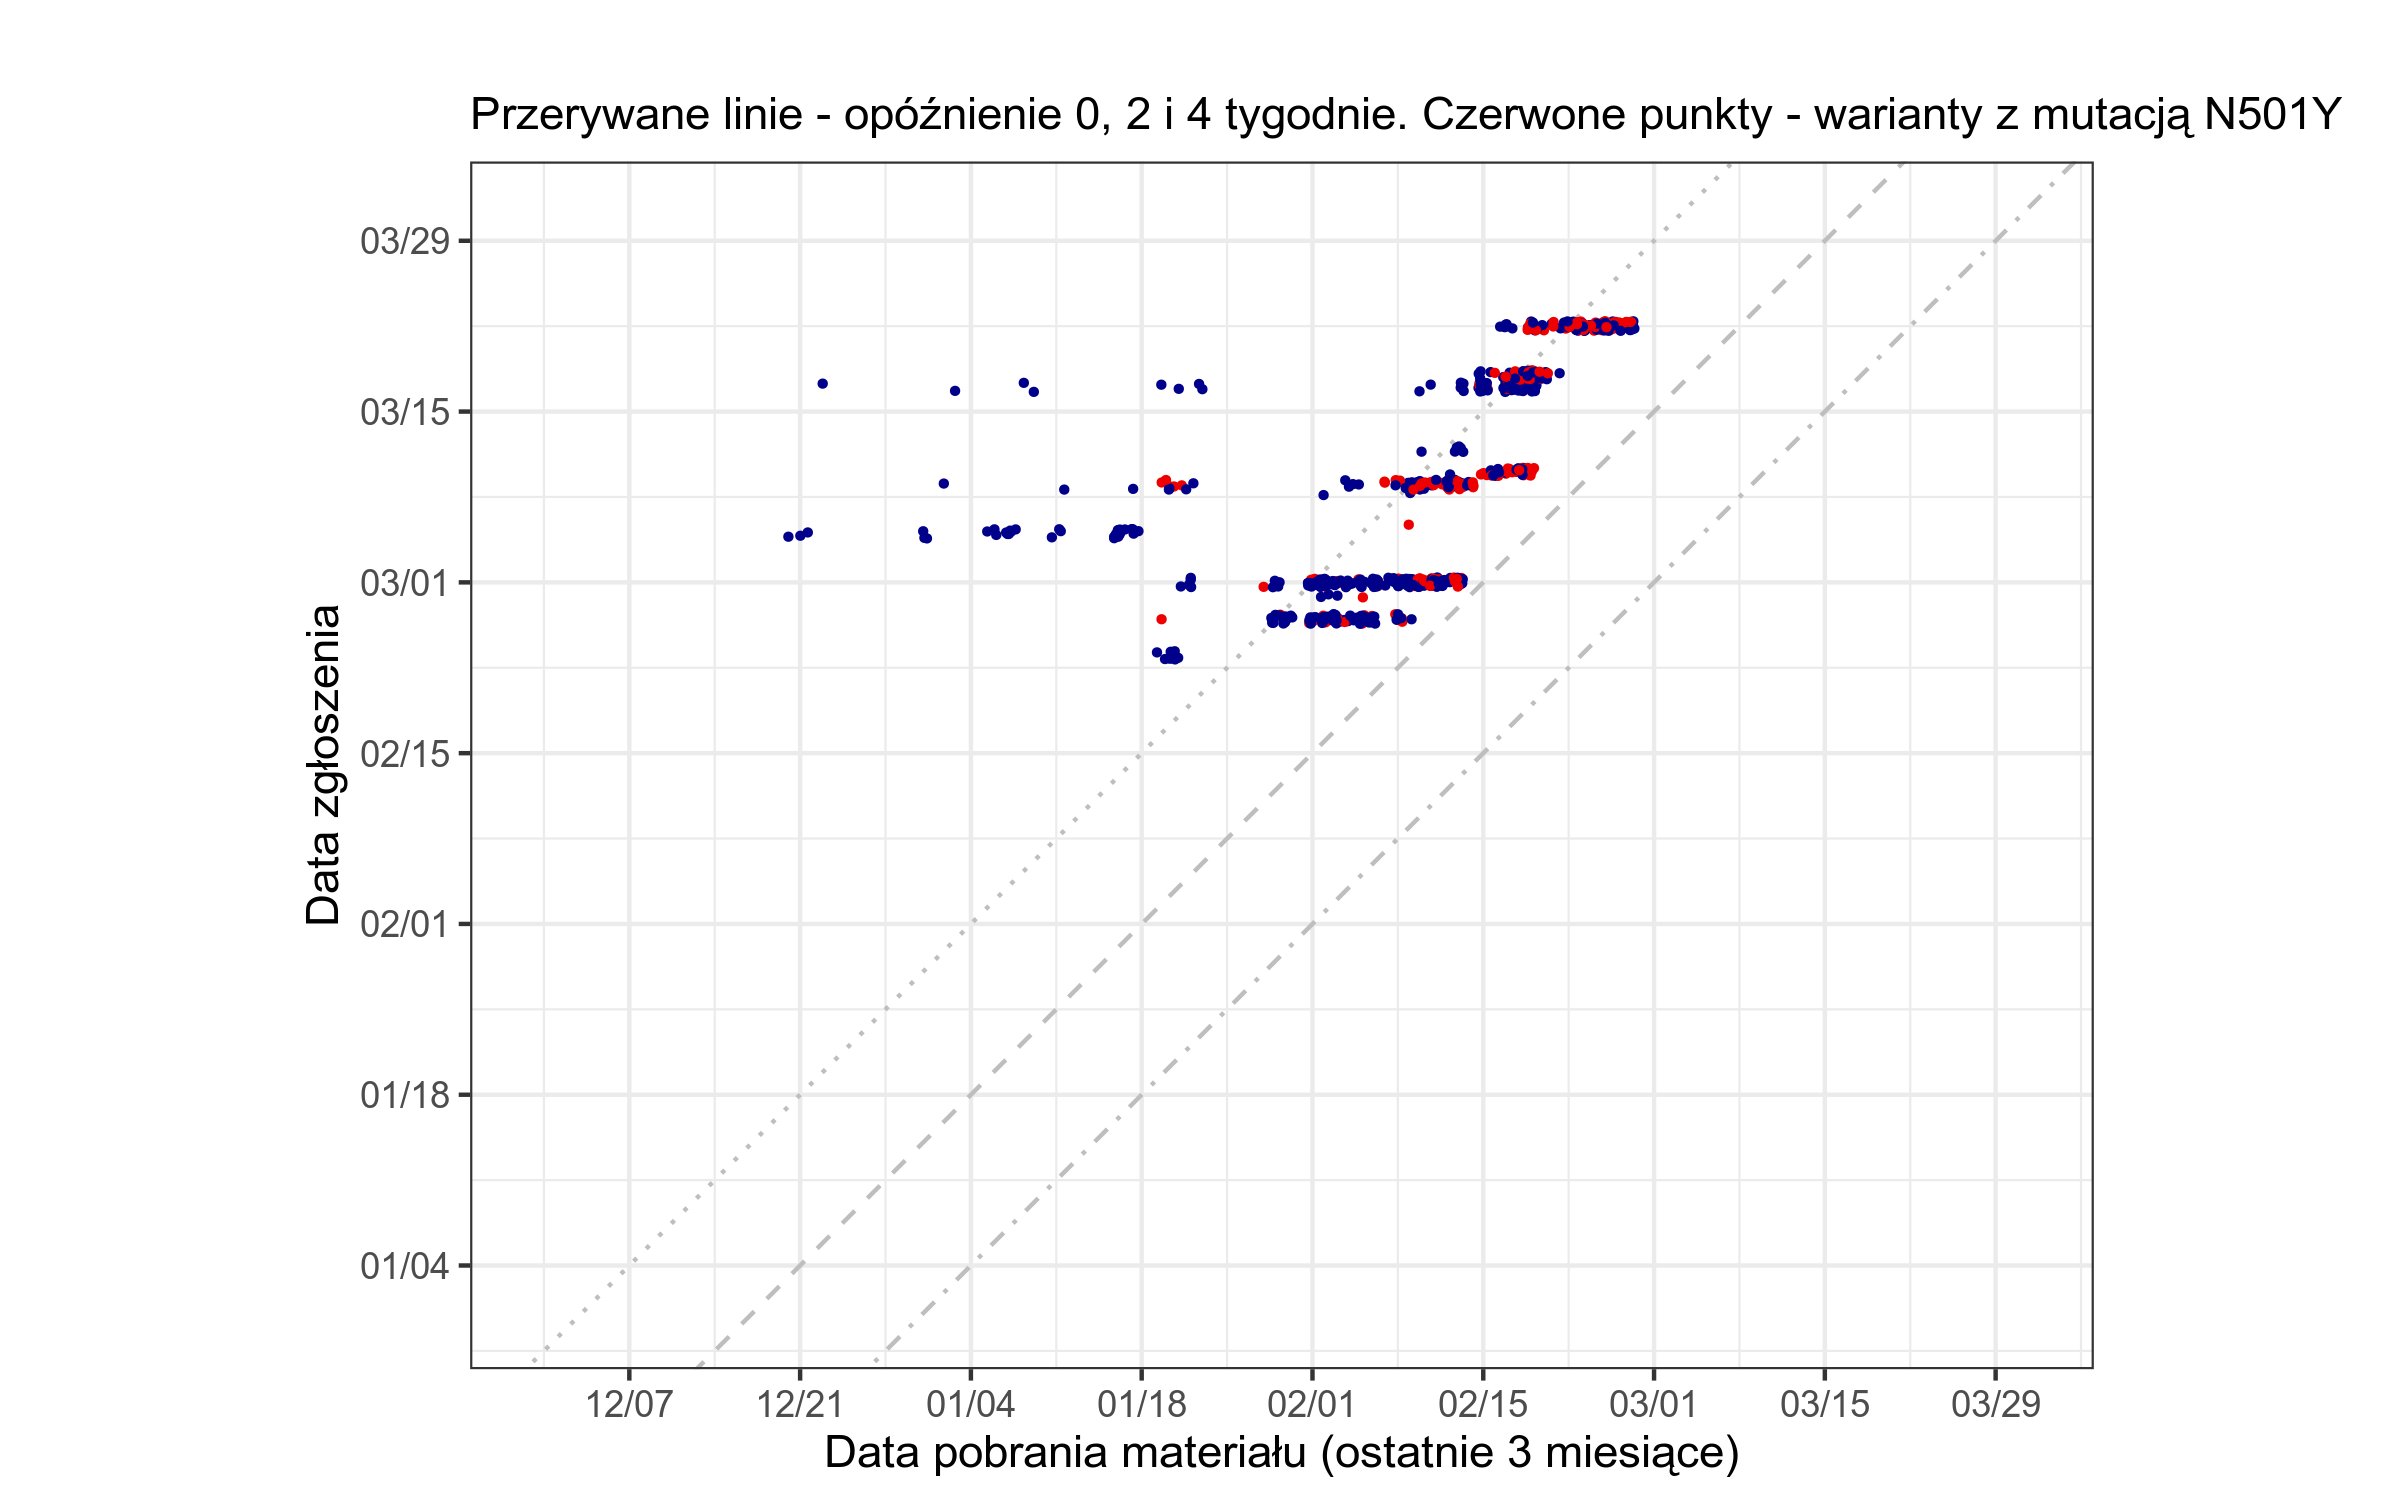 Przerywane linie - opóźnienie 0, 2 i 4 tygodnie. Czerwone punkty - warianty z mutacją N501Y
03/29
03/15
03/01
02/15
02/01
01/18
01/04
Data zgłoszenia
12/07 12/21 01/04 01/18 02/01 02/15 03/01 03/15 03/29
Data pobrania materiału (ostatnie 3 miesiące)